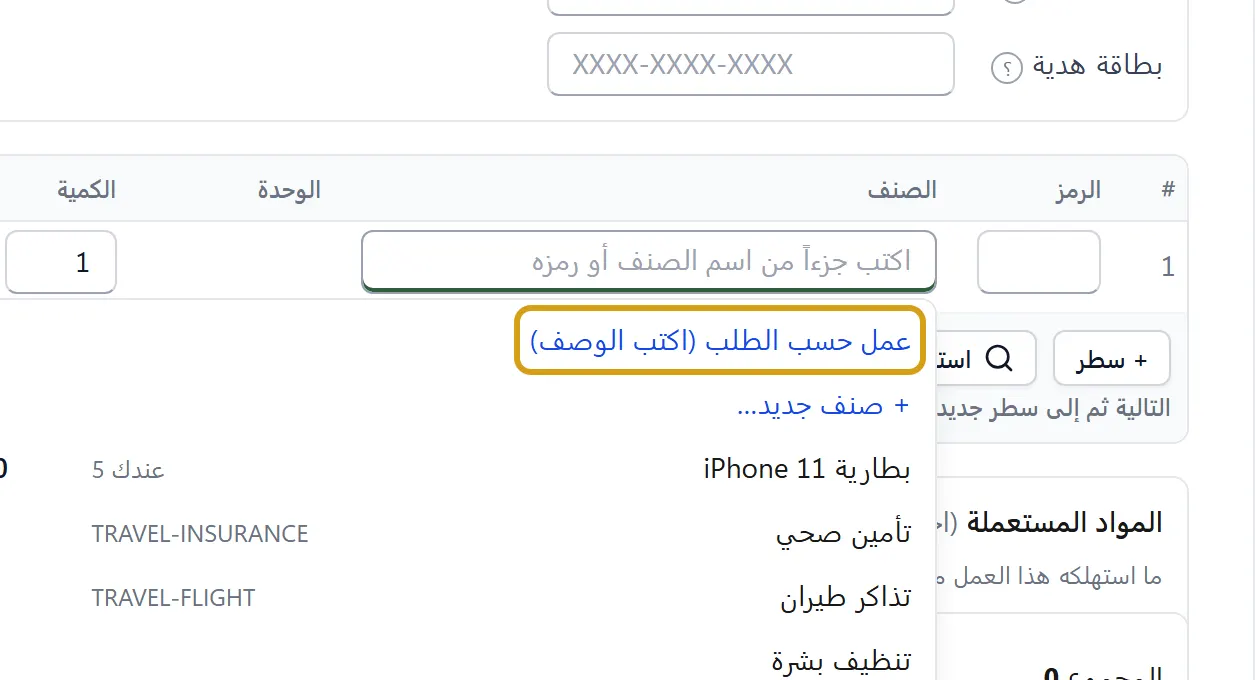 بطاقة هدية ؟ XXXX-XXXX-XXXX
# الرمز الصنف الوحدة الكمية
1 اكتب جزءاً من اسم الصنف أو رمزه 1
عمل حسب الطلب (اكتب الوصف)
+ سطر
+ صنف جديد...
التالية ثم إلى سطر جديد
بطارية iPhone 11 عندك 5
المواد المستعملة
تأمين صحي TRAVEL-INSURANCE
ما استهلكه هذا العمل
تذاكر طيران TRAVEL-FLIGHT
تنظيف بشرة
المجموع 0